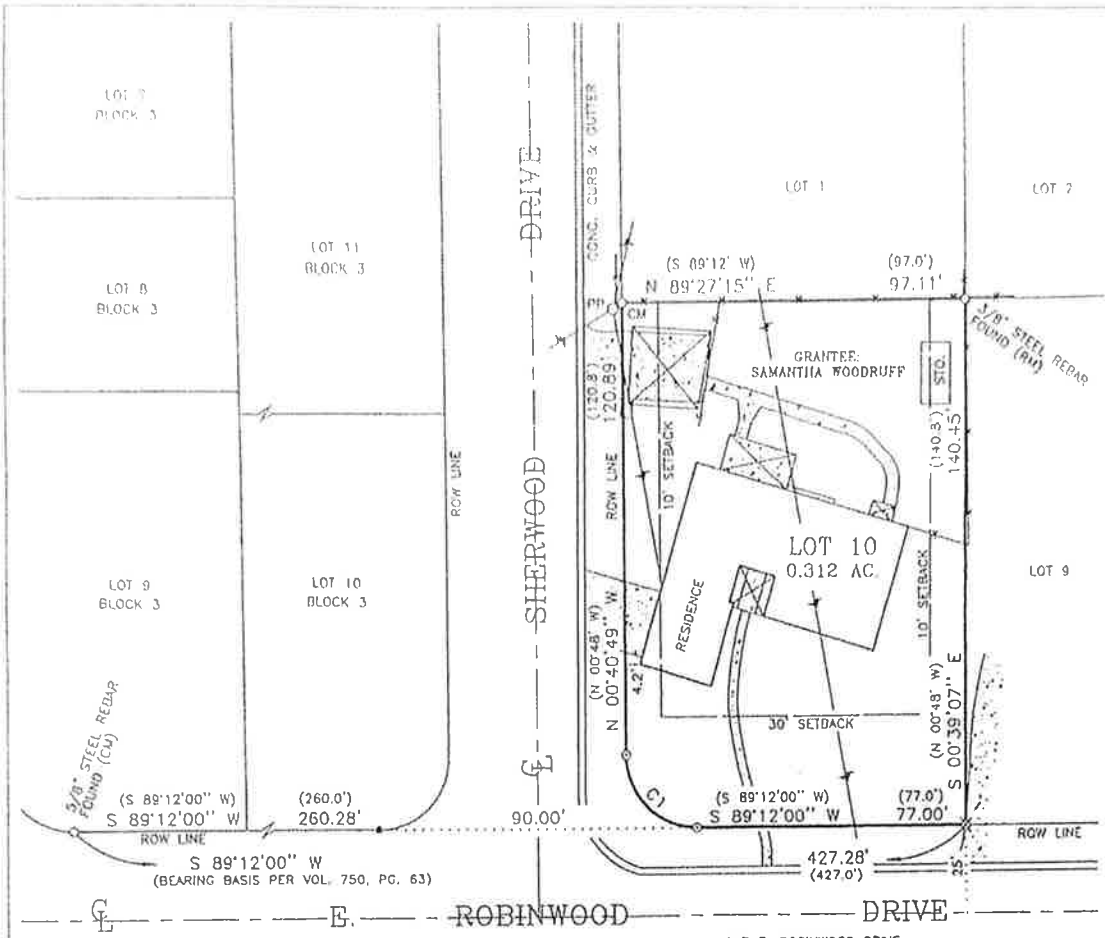 BLOCK 3
LOT 8
BLOCK 3
LOT 9
BLOCK 3
LOT 11
BLOCK 3
LOT 10
BLOCK 3
ROW LINE
SHERWOOD DRIVE
CL
CONC. CURB & GUTTER
LOT 1
LOT 2
(S 89°12' W)
N 89°27'15" E
(97.0')
97.11'
CM
3/8" STEEL REBAR
FOUND (RM)
GRANTEE:
SAMANTHA WOODRUFF
STO.
(120.8')
120.89'
10' SETBACK
ROW LINE
(140.3')
140.45'
LOT 10
0.312 AC.
RESIDENCE
10' SETBACK
LOT 9
(N 00°48' W)
N 00°40'49" W
4.2'
(N 00°48' W)
S 00°39'07" E
30' SETBACK
C1
5/8" STEEL REBAR
FOUND (CM)
(S 89°12'00" W)
S 89°12'00" W
(260.0')
260.28'
ROW LINE
90.00'
(S 89°12'00" W)
S 89°12'00" W
(77.0')
77.00'
ROW LINE
S 89°12'00" W
(BEARING BASIS PER VOL. 750, PG. 63)
427.28'
(427.0')
25'
CL E. ROBINWOOD DRIVE